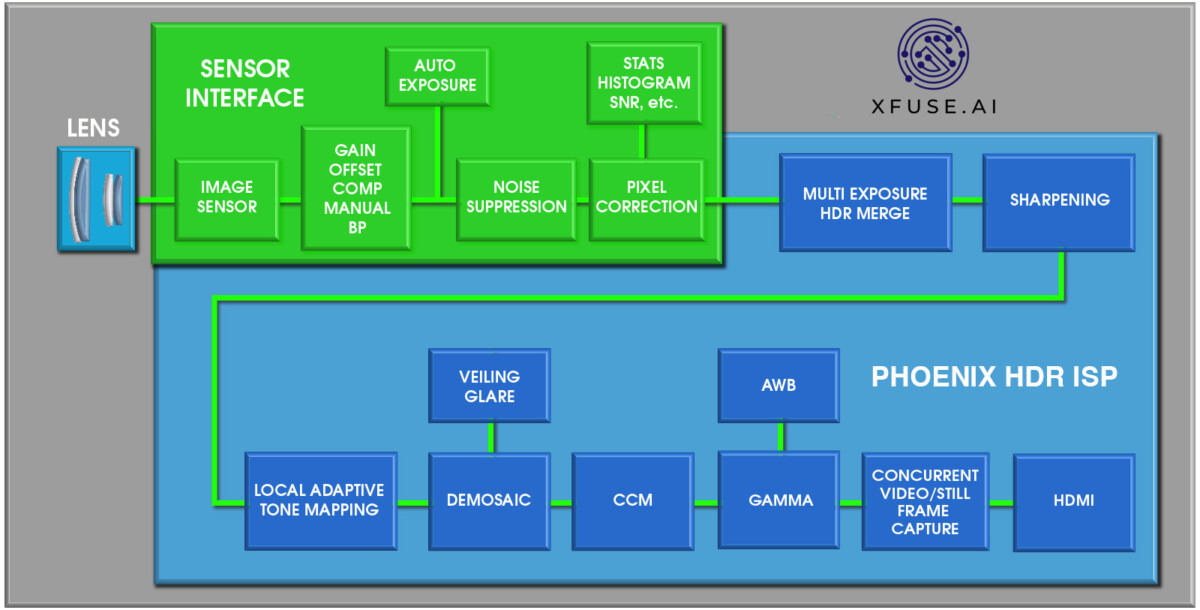 SENSOR
INTERFACE
AUTO
EXPOSURE
STATS
HISTOGRAM
SNR, etc.
XFUSE.AI
LENS
IMAGE
SENSOR
GAIN
OFFSET
COMP
MANUAL
BP
NOISE
SUPPRESSION
PIXEL
CORRECTION
MULTI EXPOSURE
HDR MERGE
SHARPENING
VEILING
GLARE
AWB
PHOENIX HDR ISP
LOCAL ADAPTIVE
TONE MAPPING
DEMOSAIC
CCM
GAMMA
CONCURRENT
VIDEO/STILL
FRAME
CAPTURE
HDMI